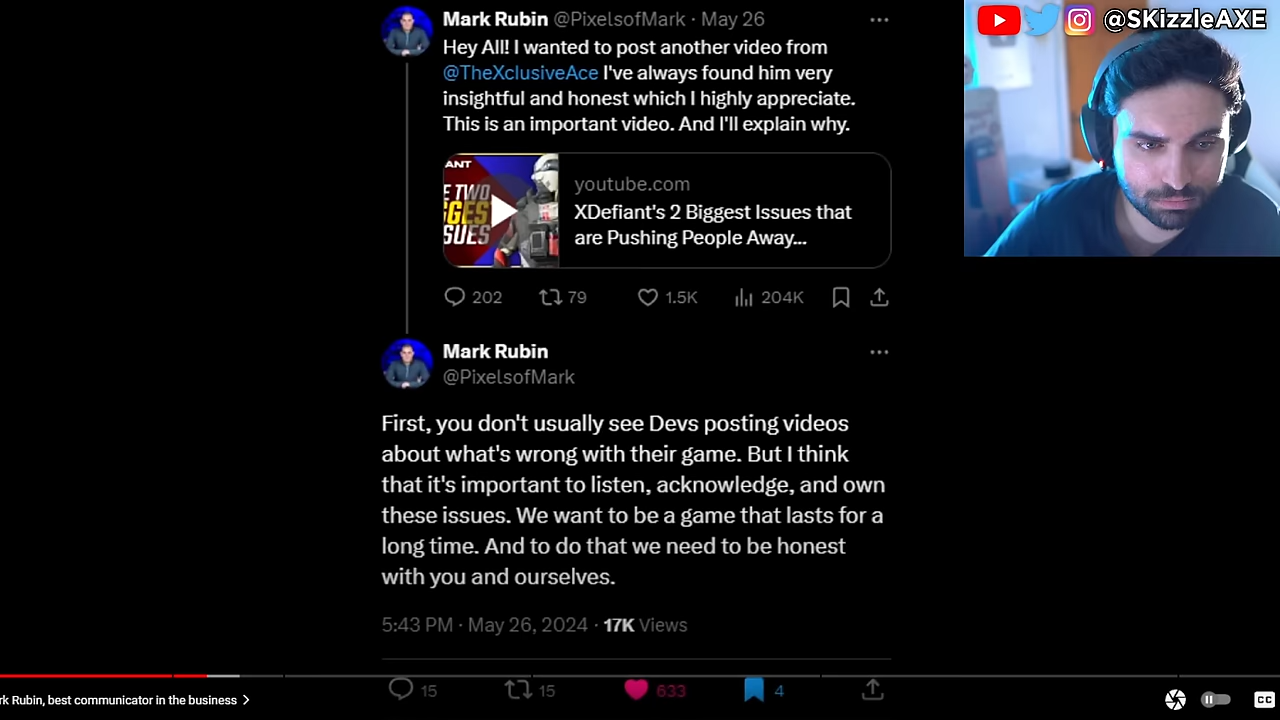 Mark Rubin @PixelsofMark · May 26
Hey All! I wanted to post another video from
@TheXclusiveAce I've always found him very
insightful and honest which I highly appreciate.
This is an important video. And I'll explain why.
ANT
E TWO
GGES
SUES
youtube.com
XDefiant's 2 Biggest Issues that
are Pushing People Away...
202 79 1.5K 204K
Mark Rubin
@PixelsofMark
First, you don't usually see Devs posting videos
about what's wrong with their game. But I think
that it's important to listen, acknowledge, and own
these issues. We want to be a game that lasts for a
long time. And to do that we need to be honest
with you and ourselves.
5:43 PM · May 26, 2024 · 17K Views
15 15 633 4
@SKizzleAXE
rk Rubin, best communicator in the business
CC